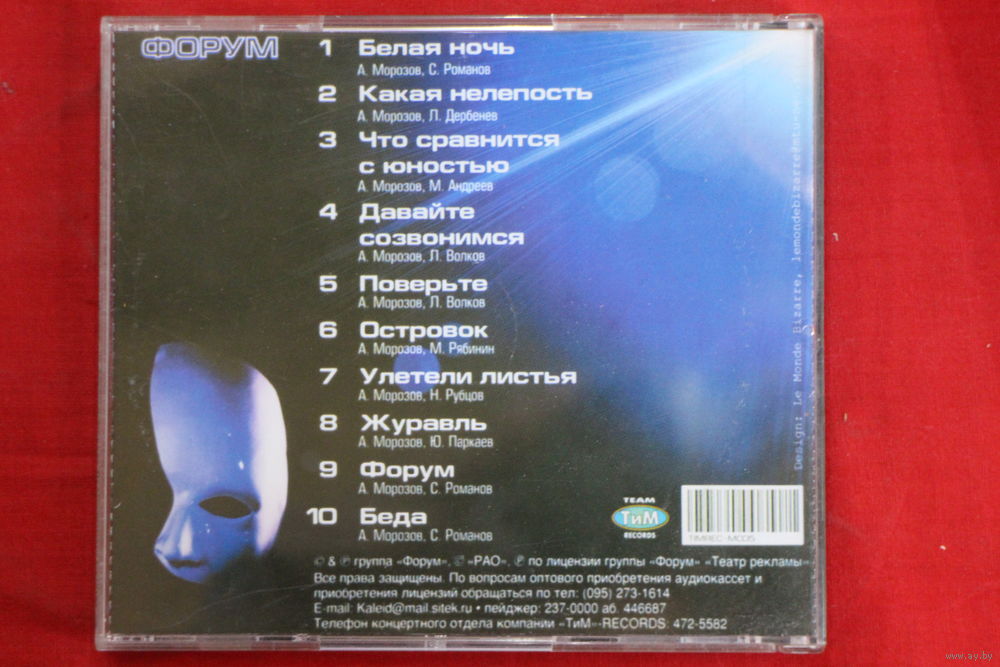 ФОРУМ
1 Белая ночь
А. Морозов, С. Романов
2 Какая нелепость
А. Морозов, Л. Дербенев
3 Что сравнится
с юностью
А. Морозов, М. Андреев
4 Давайте
созвонимся
А. Морозов, Л. Волков
5 Поверьте
А. Морозов, Л. Волков
6 Островок
А. Морозов, М. Рябинин
7 Улетели листья
А. Морозов, Н. Рубцов
8 Журавль
А. Морозов, Ю. Паркаев
9 Форум
А. Морозов, С. Романов
10 Беда
А. Морозов, С. Романов
Design: Le Monde Bizarre,
TEAM
ТиМ
RECORDS
TIMREC-MCD15
© & ℗ группа «Форум», © «РАО», ℗ по лицензии группы «Форум» «Театр рекламы»
Все права защищены. По вопросам оптового приобретения аудиокассет и
приобретения лицензий обращаться по тел: (095) 273-1614
E-mail: Kaleid@mail.sitek.ru • пейджер: 237-0000 аб. 446687
Телефон концертного отдела компании «ТиМ»-RECORDS: 472-5582
www.ay.by